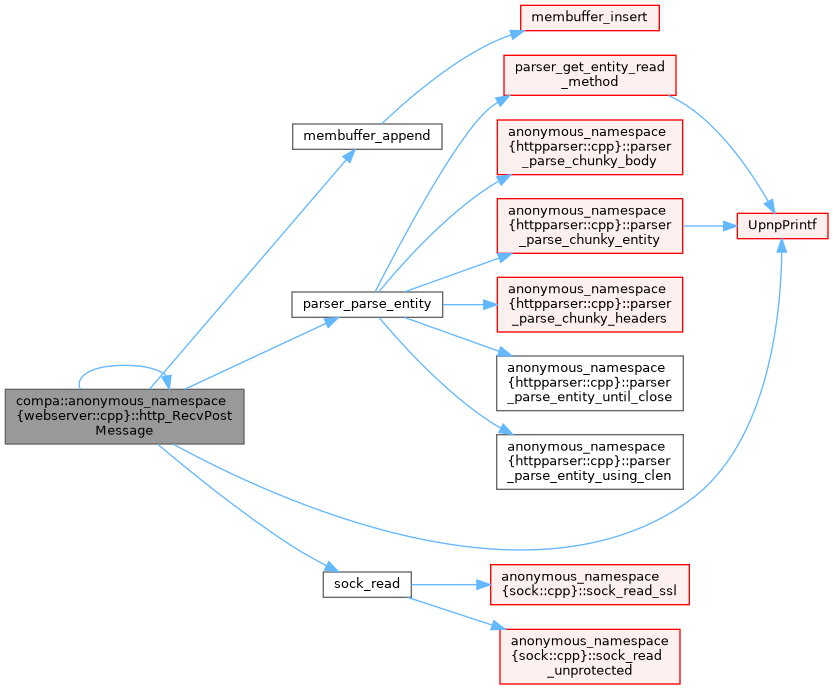 membuffer_insert
parser_get_entity_read
_method
membuffer_append
anonymous_namespace
{httpparser::cpp}::parser
_parse_chunky_body
anonymous_namespace
{httpparser::cpp}::parser
_parse_chunky_entity
UpnpPrintf
parser_parse_entity
anonymous_namespace
{httpparser::cpp}::parser
_parse_chunky_headers
anonymous_namespace
{httpparser::cpp}::parser
_parse_entity_until_close
compa::anonymous_namespace
{webserver::cpp}::http_RecvPost
Message
anonymous_namespace
{httpparser::cpp}::parser
_parse_entity_using_clen
sock_read
anonymous_namespace
{sock::cpp}::sock_read_ssl
anonymous_namespace
{sock::cpp}::sock_read
_unprotected